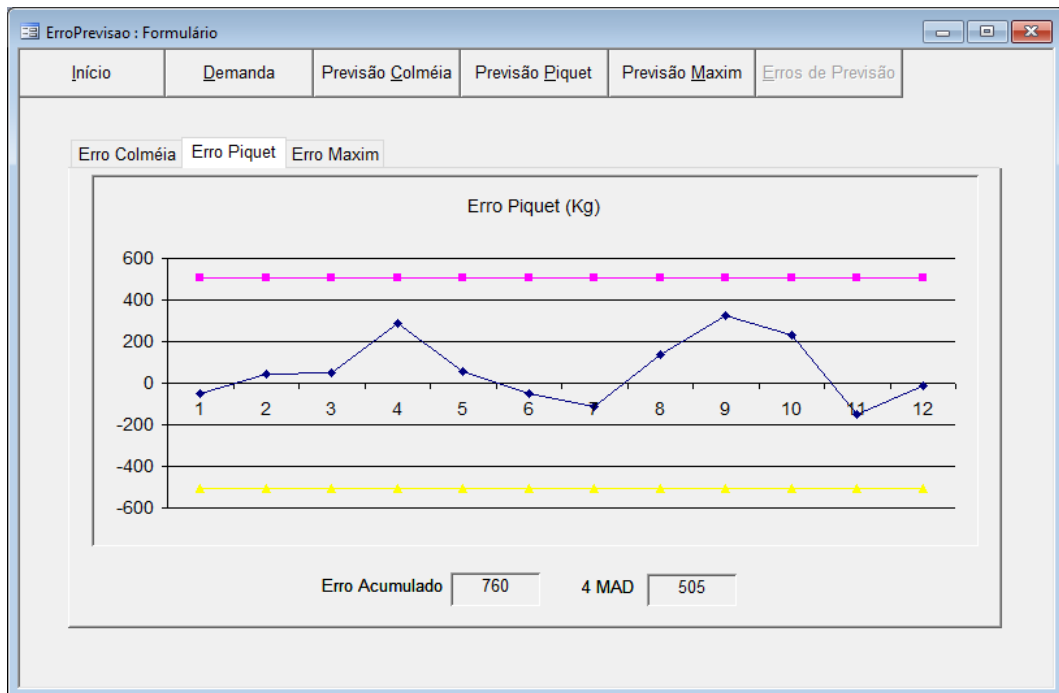 ErroPrevisao : Formulário
Início Demanda Previsão Colméia Previsão Piquet Previsão Maxim Erros de Previsão
Erro Colméia Erro Piquet Erro Maxim
Erro Piquet (Kg)
600
400
200
0
1 2 3 4 5 6 7 8 9 10 11 12
-200
-400
-600
Erro Acumulado 760 4 MAD 505